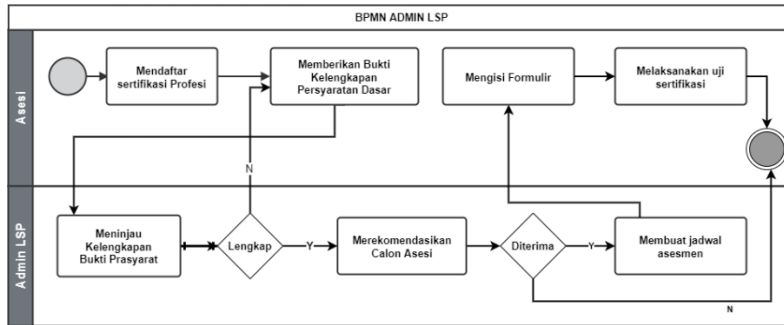 BPMN ADMIN LSP
Asesi
Mendaftar
sertifikasi Profesi
Memberikan Bukti
Kelengkapan
Persyaratan Dasar
Mengisi Formulir
Melaksanakan uji
sertifikasi
N
Admin LSP
Meninjau
Kelengkapan
Bukti Prasyarat
Lengkap
Y
Merekomendasikan
Calon Asesi
Diterima
Y
Membuat jadwal
asesmen
N